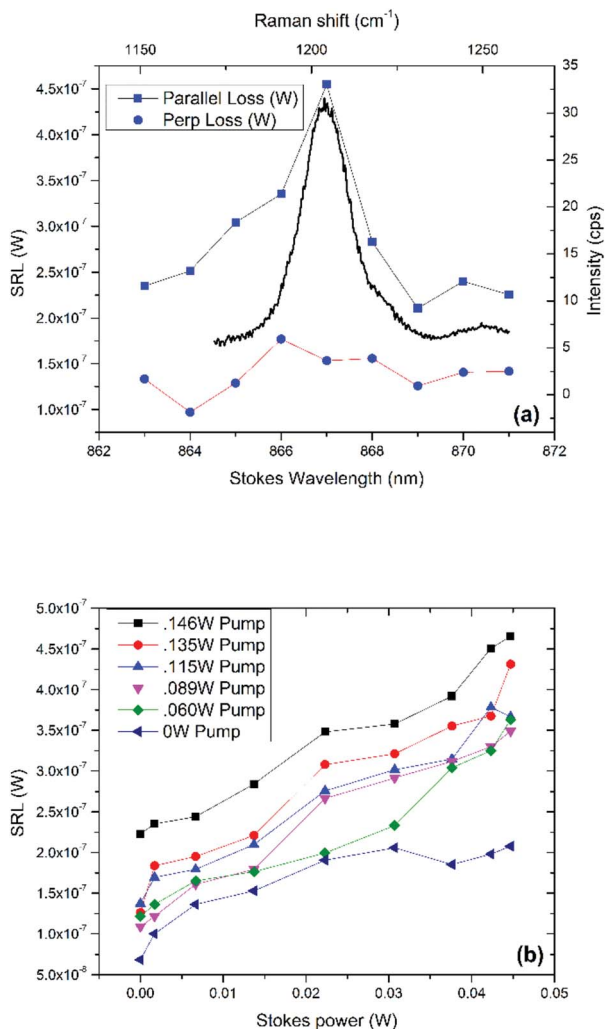 Raman shift (cm⁻¹)
1150 1200 1250
4.5x10⁻⁷
4.0x10⁻⁷
3.5x10⁻⁷
3.0x10⁻⁷
2.5x10⁻⁷
2.0x10⁻⁷
1.5x10⁻⁷
1.0x10⁻⁷
SRL (W)
Parallel Loss (W)
Perp Loss (W)
35
30
25
20
15
10
5
0
Intensity (cps)
(a)
862 864 866 868 870 872
Stokes Wavelength (nm)
5.0x10⁻⁷
4.5x10⁻⁷
4.0x10⁻⁷
3.5x10⁻⁷
3.0x10⁻⁷
2.5x10⁻⁷
2.0x10⁻⁷
1.5x10⁻⁷
1.0x10⁻⁷
5.0x10⁻⁸
SRL (W)
.146W Pump
.135W Pump
.115W Pump
.089W Pump
.060W Pump
0W Pump
(b)
0.00 0.01 0.02 0.03 0.04 0.05
Stokes power (W)